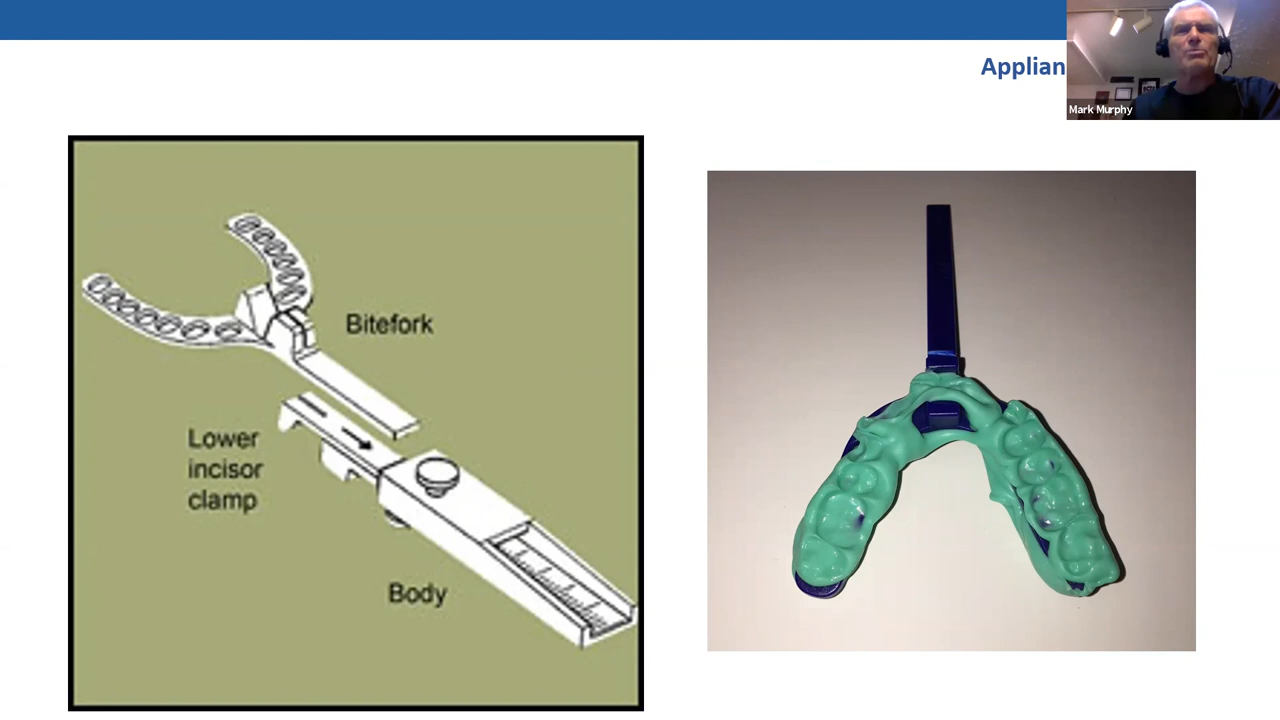 Applian
Mark Murphy
Bitefork
Lower
incisor
clamp
Body